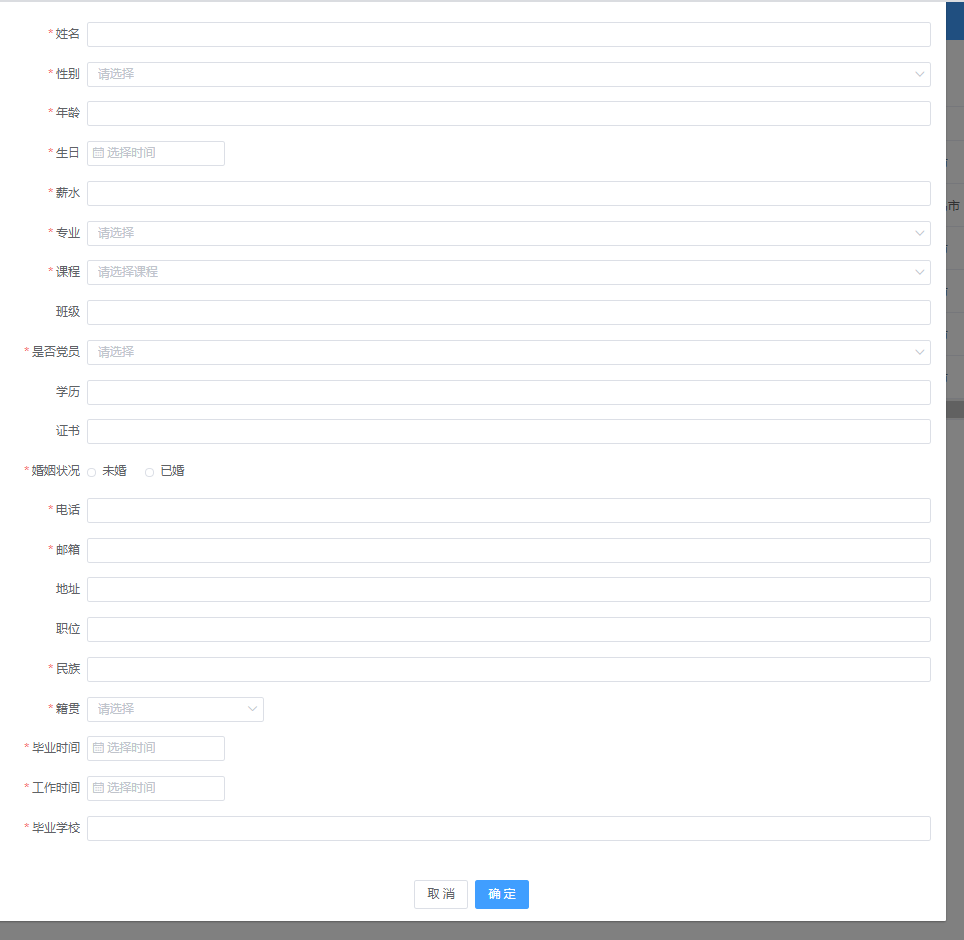 * 姓名
* 性别 请选择
* 年龄
* 生日 选择时间
* 薪水
* 专业 请选择
* 课程 请选择课程
班级
* 是否党员 请选择
学历
证书
* 婚姻状况 未婚 已婚
* 电话
* 邮箱
地址
职位
* 民族
* 籍贯 请选择
* 毕业时间 选择时间
* 工作时间 选择时间
* 毕业学校
取消 确定
市